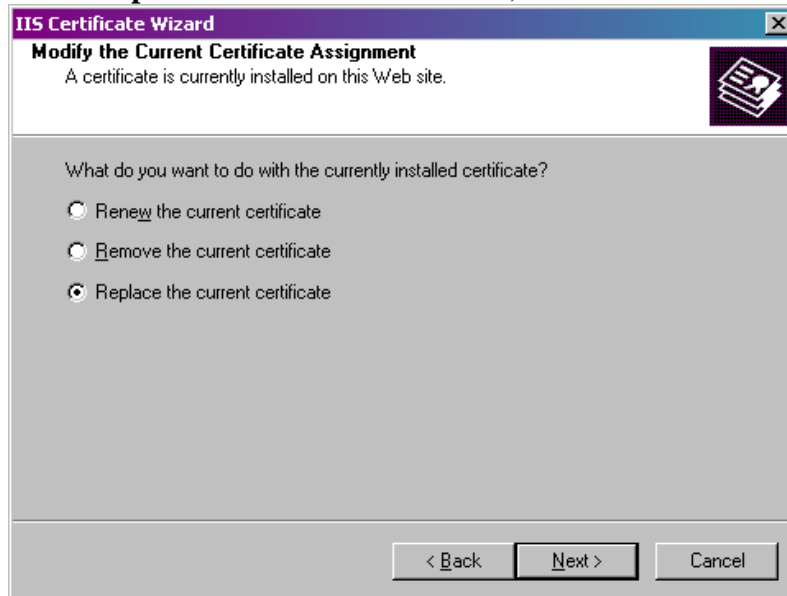 IIS Certificate Wizard
Modify the Current Certificate Assignment
A certificate is currently installed on this Web site.
What do you want to do with the currently installed certificate?
Renew the current certificate
Remove the current certificate
Replace the current certificate
< Back Next > Cancel